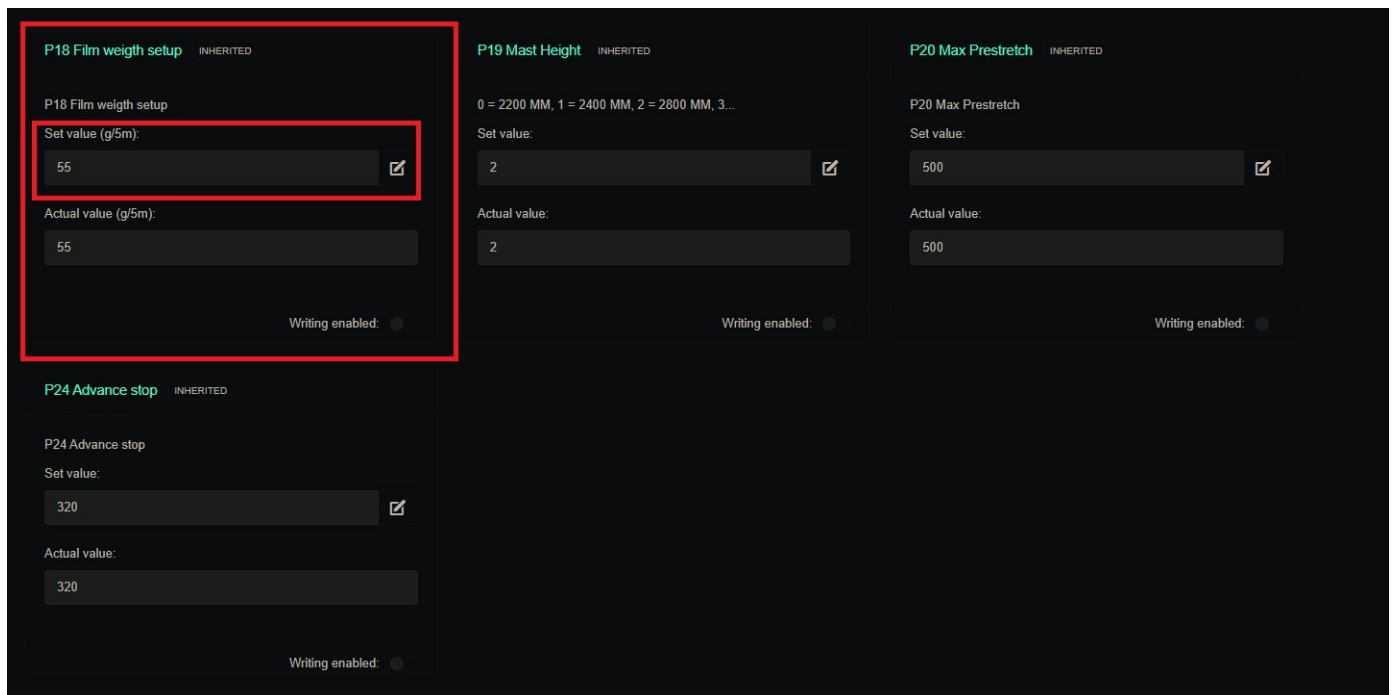 P18 Film weigth setup INHERITED
P18 Film weigth setup
Set value (g/5m):
55
Actual value (g/5m):
55
Writing enabled:
P19 Mast Height INHERITED
0 = 2200 MM, 1 = 2400 MM, 2 = 2800 MM, 3...
Set value:
2
Actual value:
2
Writing enabled:
P20 Max Prestretch INHERITED
P20 Max Prestretch
Set value:
500
Actual value:
500
Writing enabled:
P24 Advance stop INHERITED
P24 Advance stop
Set value:
320
Actual value:
320
Writing enabled: